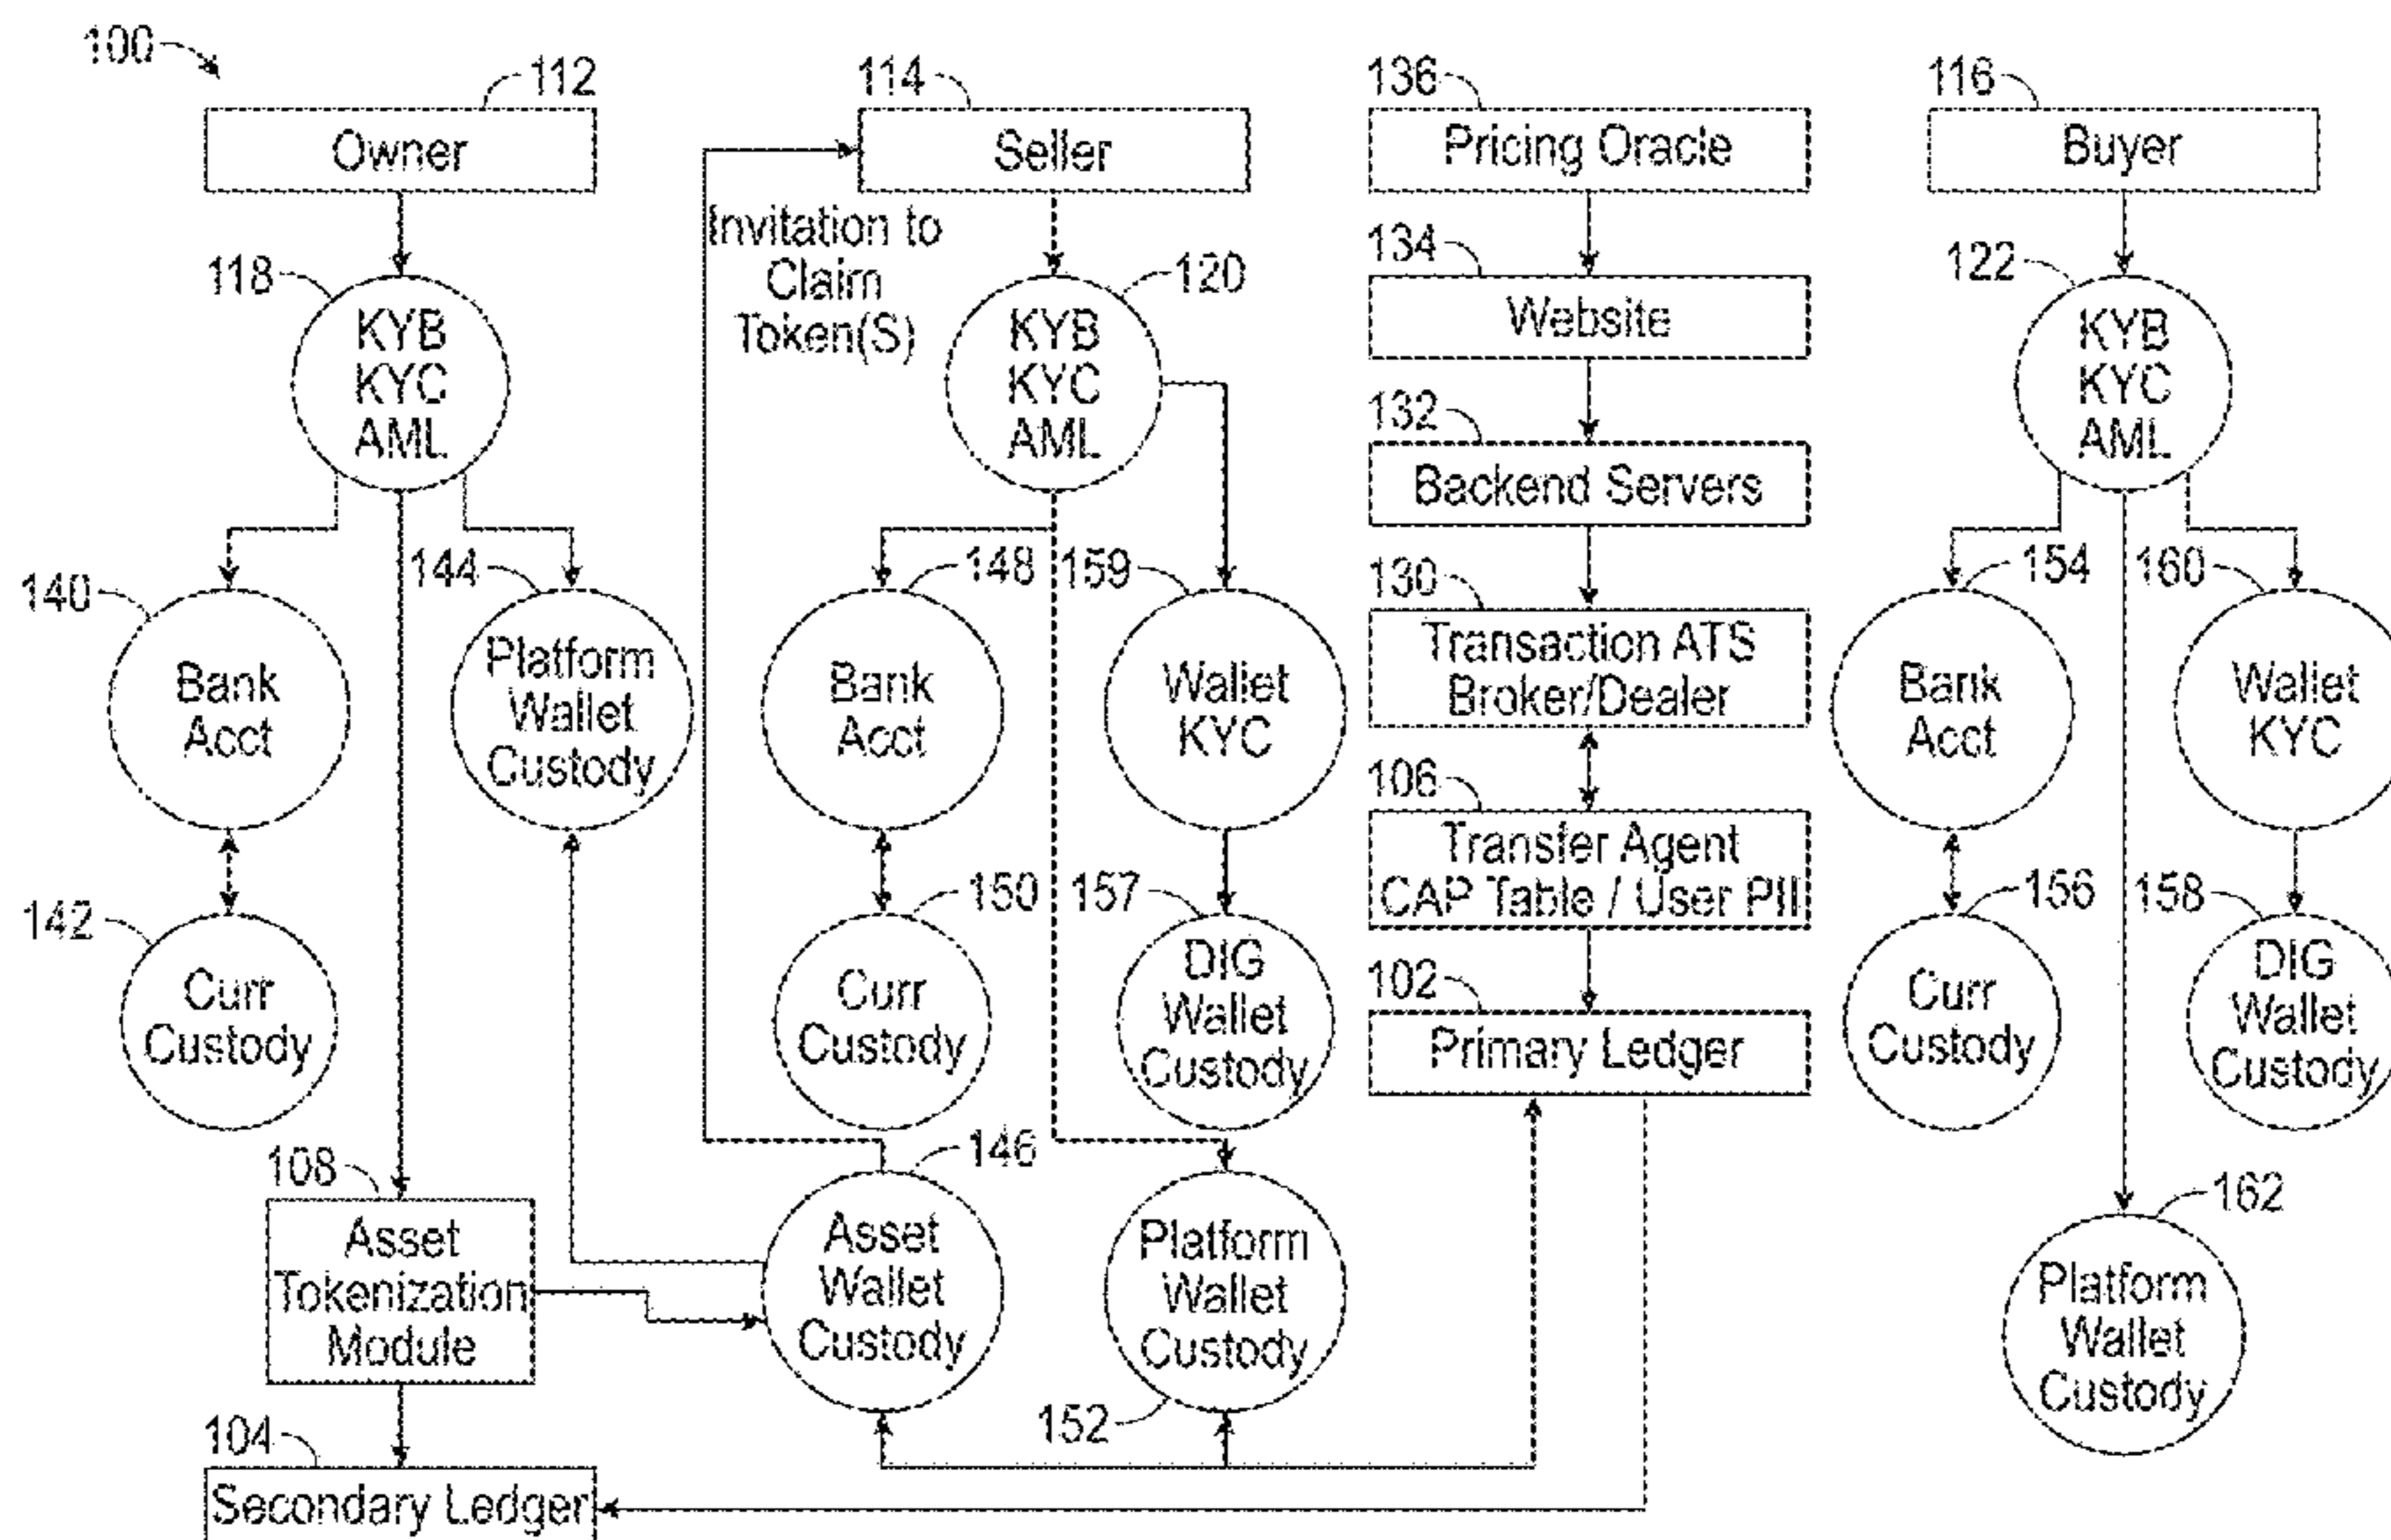 100
112
114
136
116
Owner
Seller
Pricing Oracle
Buyer
Invitation to
Claim
Token(S)
118
120
134
122
KYB
KYC
AML
KYB
KYC
AML
Website
KYB
KYC
AML
132
Backend Servers
140
144
148
159
130
154
160
Bank
Acct
Platform
Wallet
Custody
Bank
Acct
Wallet
KYC
Transaction ATS
Broker/Dealer
Bank
Acct
Wallet
KYC
106
Transfer Agent
CAP Table / User PII
142
150
157
156
158
Curr
Custody
Curr
Custody
DIG
Wallet
Custody
102
Primary Ledger
Curr
Custody
DIG
Wallet
Custody
108
146
162
Asset
Tokenization
Module
Asset
Wallet
Custody
Platform
Wallet
Custody
Platform
Wallet
Custody
152
104
Secondary Ledger